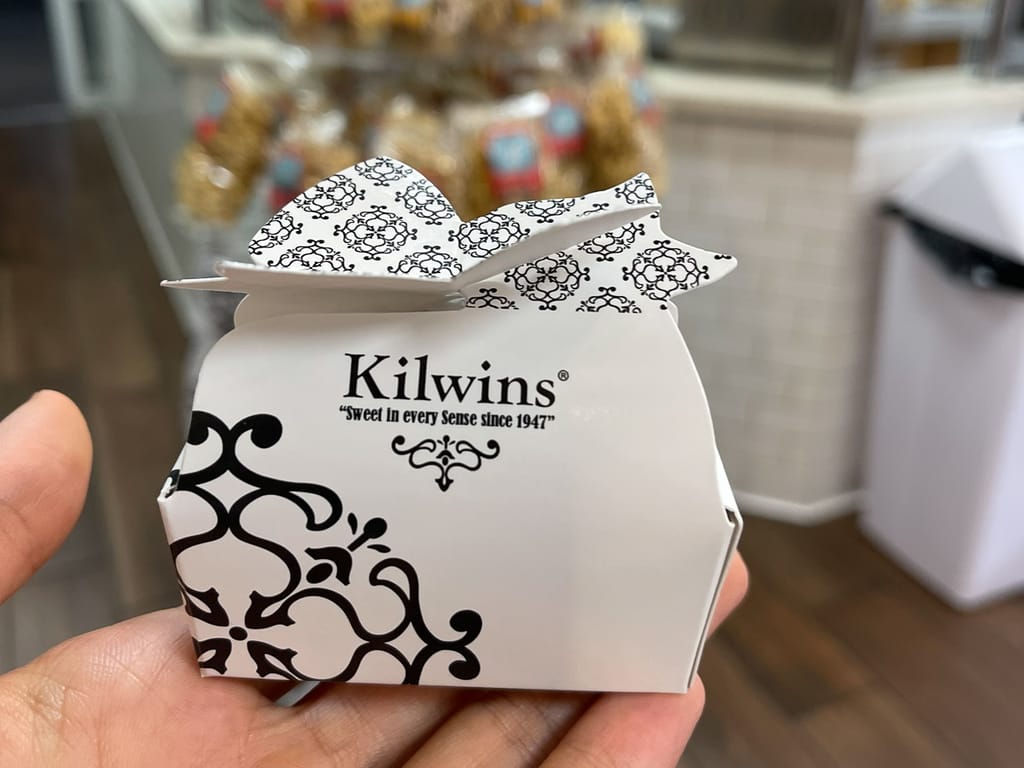 Kilwins®
“Sweet in every Sense since 1947”